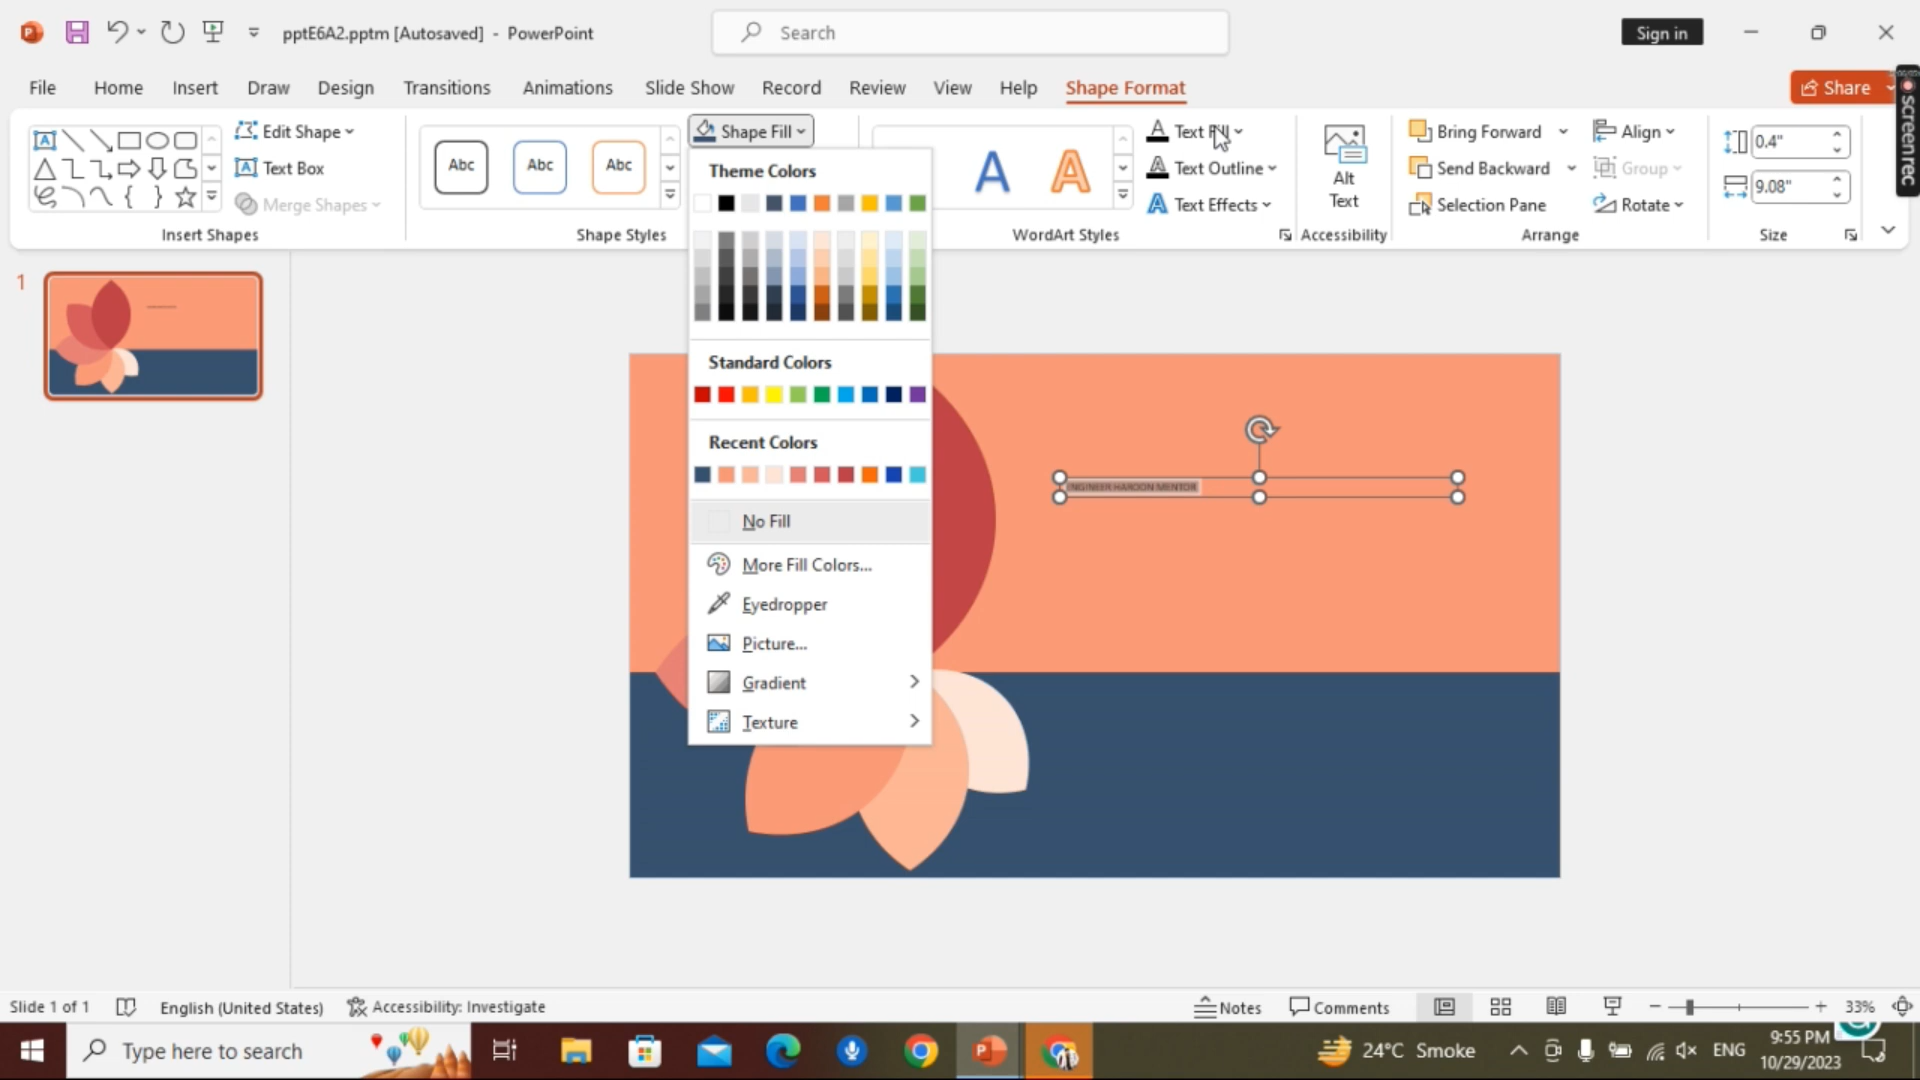 pptE6A2.pptm [Autosaved] - PowerPoint
Search
Sign in
File Home Insert Draw Design Transitions Animations Slide Show Record Review View Help Shape Format
Share
screenrec
Edit Shape
Text Box
Merge Shapes
Insert Shapes
Abc Abc Abc
Shape Styles
Shape Fill
Theme Colors
Standard Colors
Recent Colors
No Fill
More Fill Colors...
Eyedropper
Picture...
Gradient
Texture
A A
WordArt Styles
Text Fill
Text Outline
Text Effects
Alt
Text
Accessibility
Bring Forward
Send Backward
Selection Pane
Align
Group
Rotate
Arrange
0.4"
9.08"
Size
1
ENGINEER HAROON MENTOR
Slide 1 of 1 English (United States) Accessibility: Investigate
Notes Comments 33%
Type here to search
24°C Smoke
ENG
9:55 PM
10/29/2023